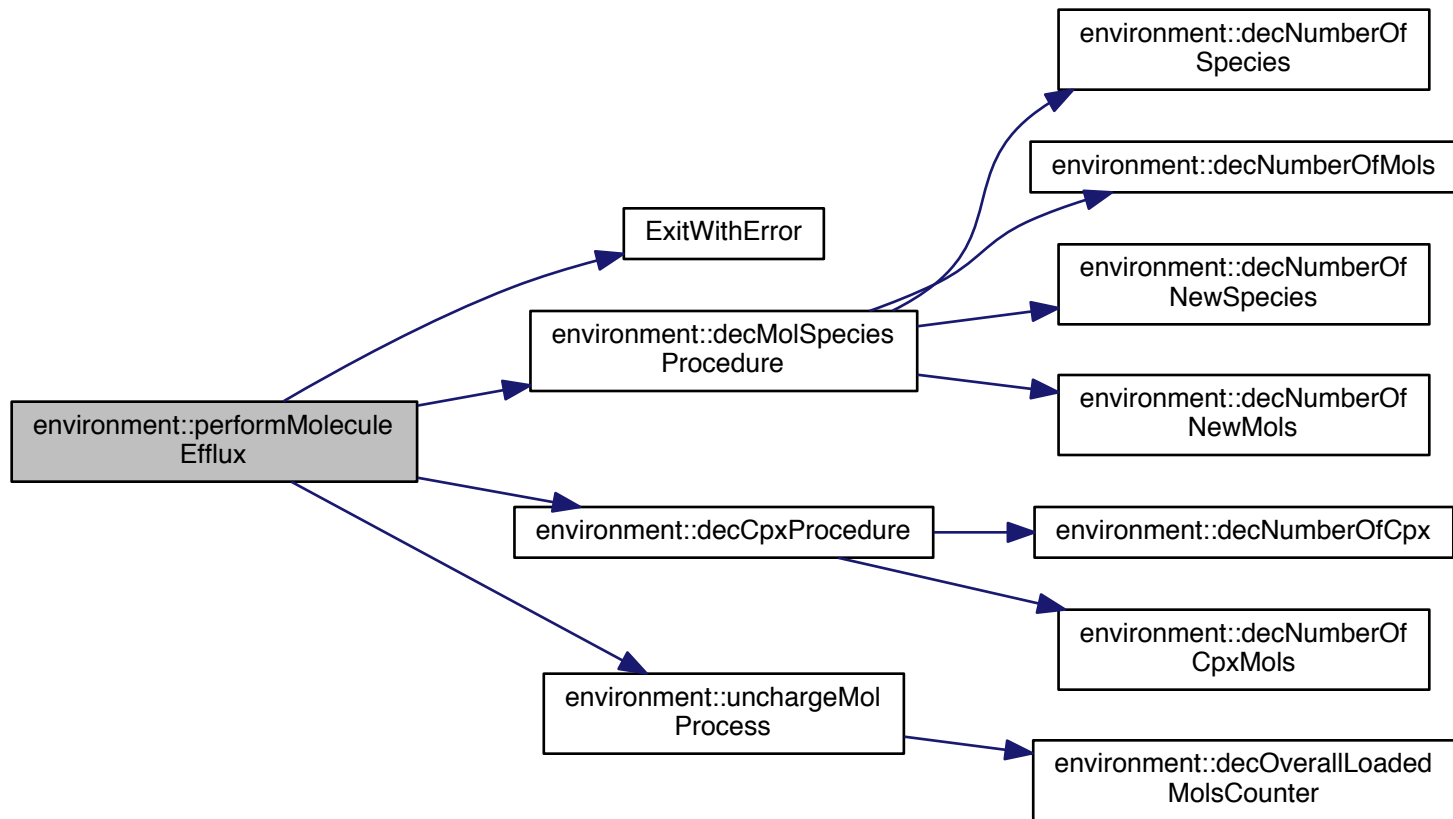 environment::performMolecule
Efflux
ExitWithError
environment::decMolSpecies
Procedure
environment::decCpxProcedure
environment::unchargeMol
Process
environment::decNumberOf
Species
environment::decNumberOfMols
environment::decNumberOf
NewSpecies
environment::decNumberOf
NewMols
environment::decNumberOfCpx
environment::decNumberOf
CpxMols
environment::decOverallLoaded
MolsCounter